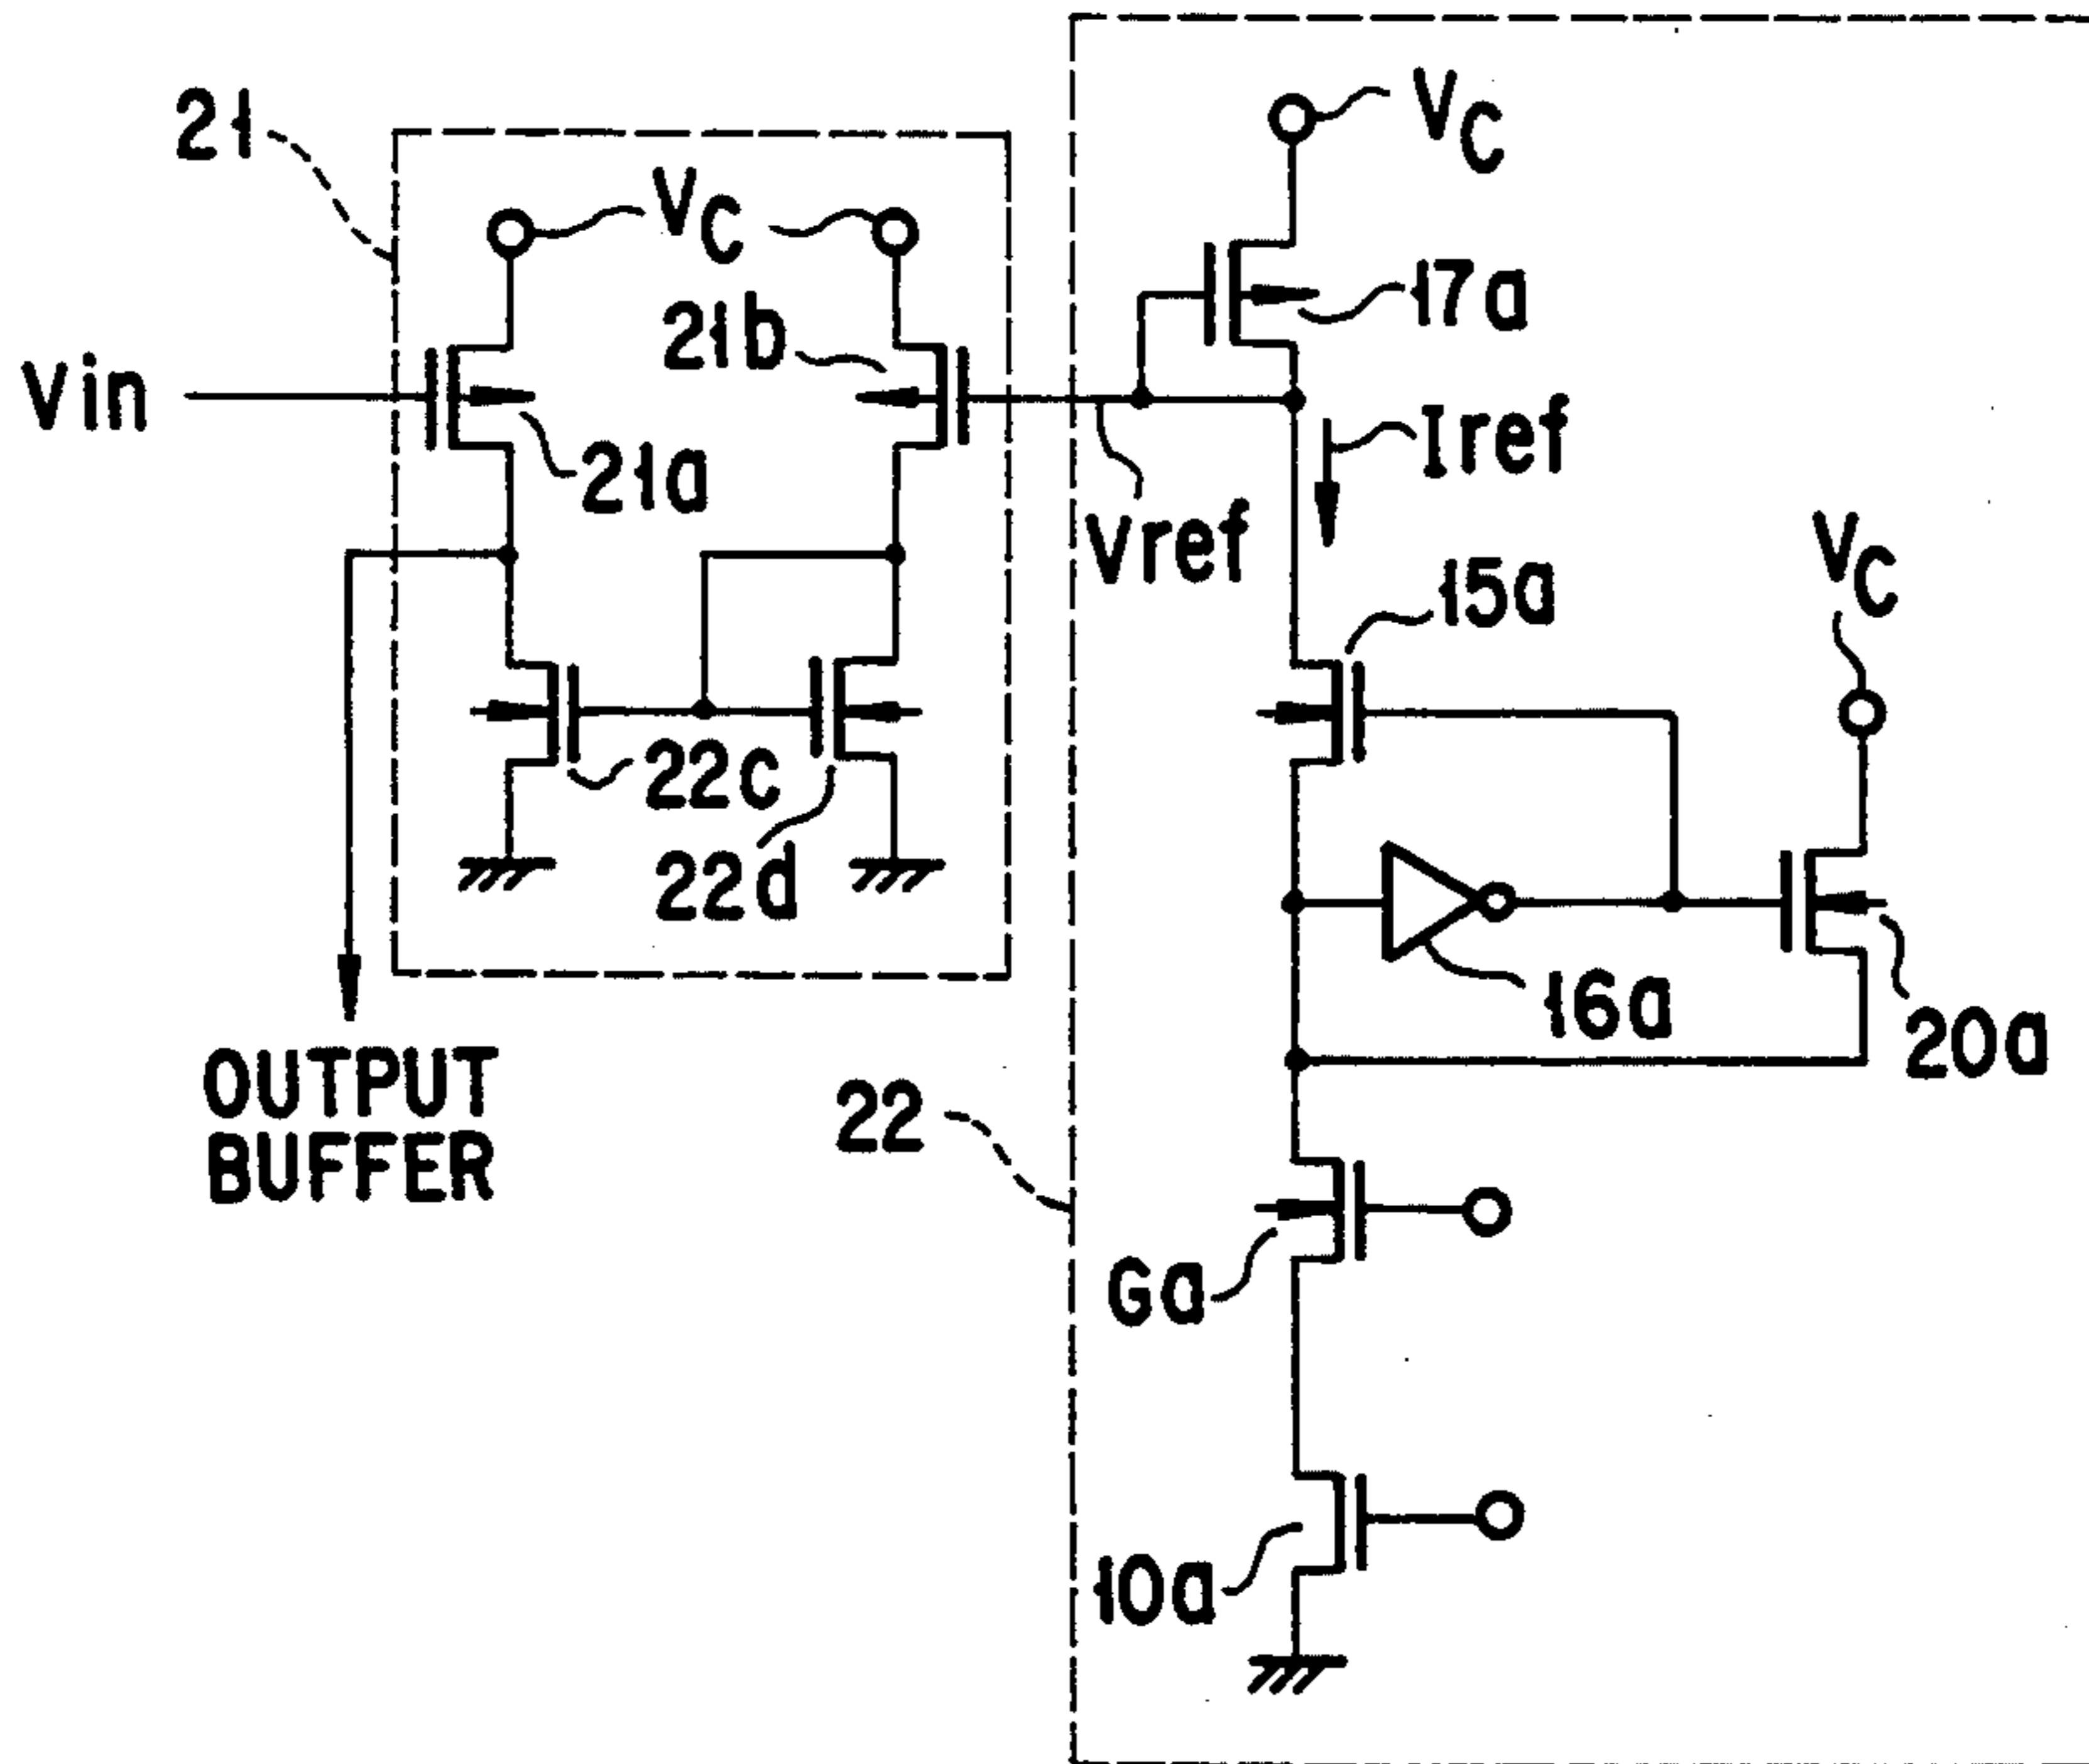 21
VC
VC
17a
21b
Vin
21a
Iref
Vref
VC
15a
22c
22d
16a
20a
OUTPUT
BUFFER
22
Ga
10a